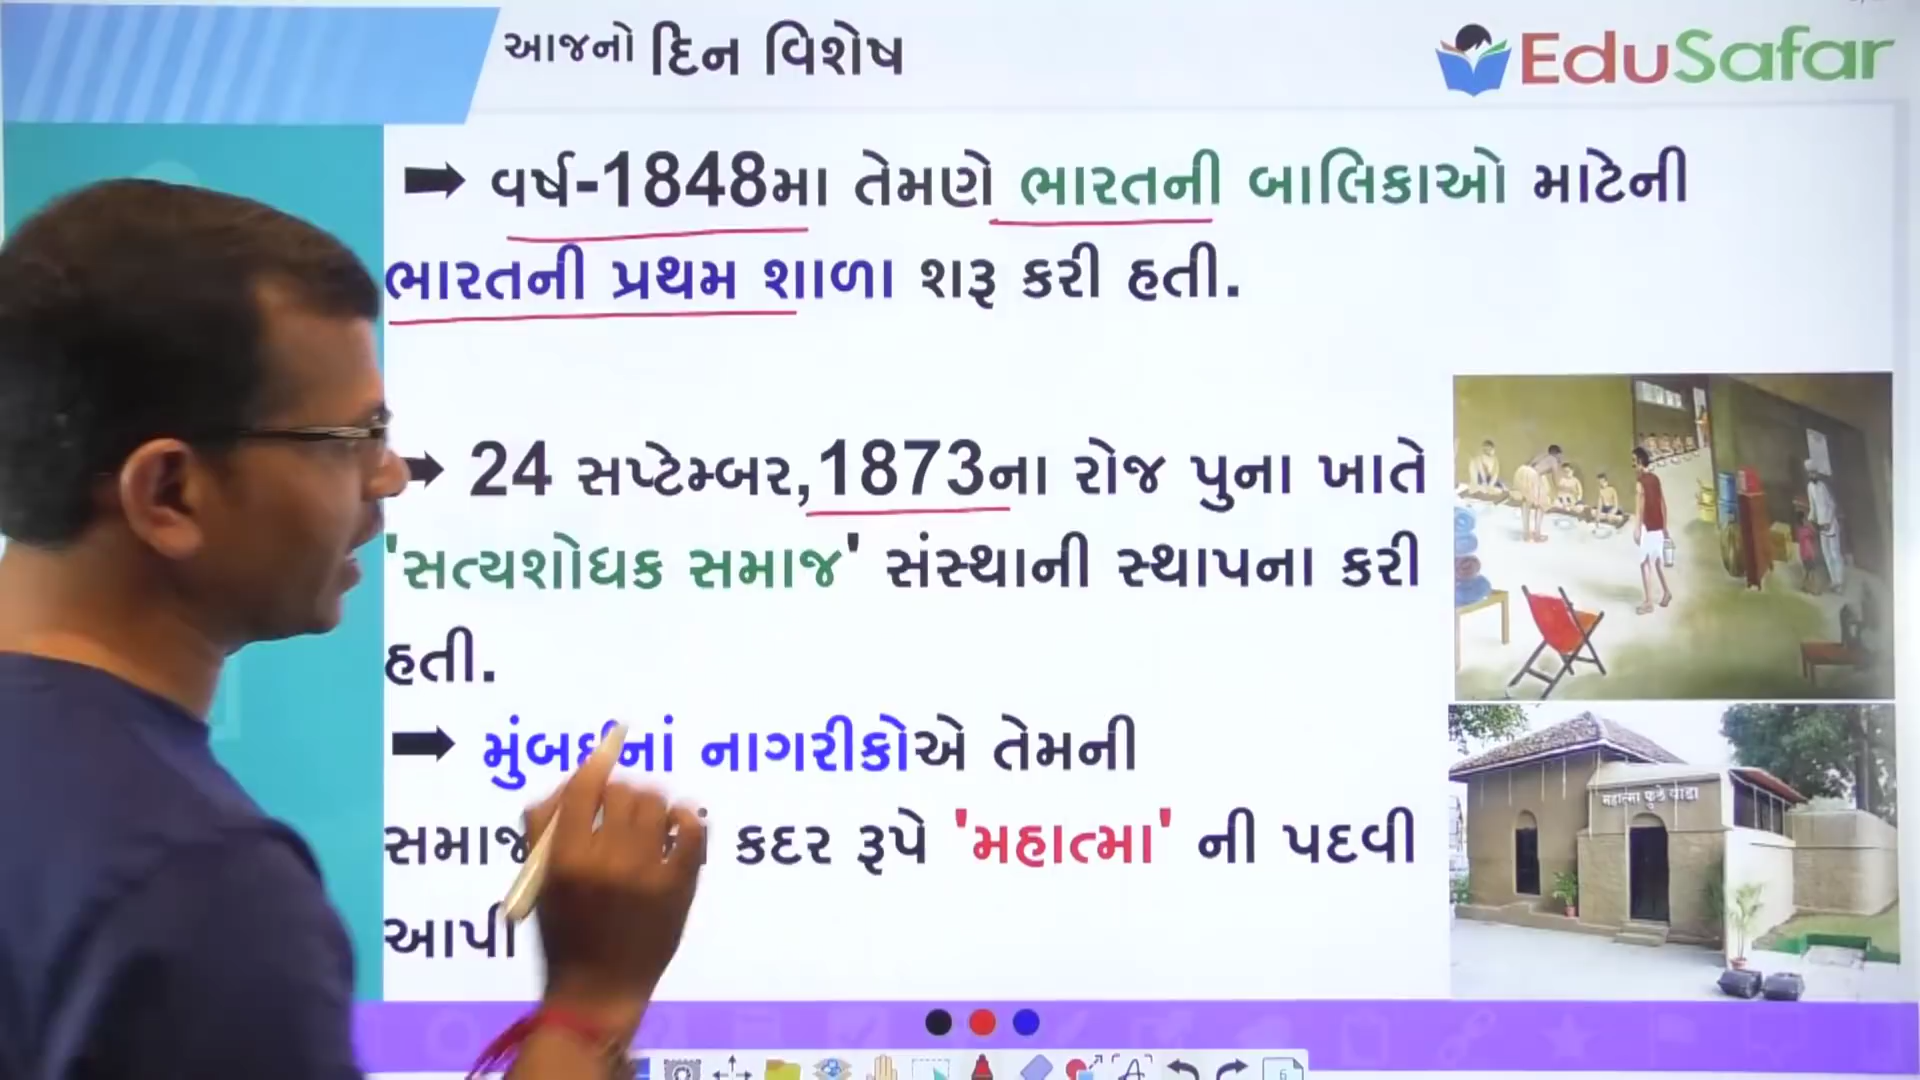 આજનો દિન વિશેષ
EduSafar
➡ વર્ષ-1848મા તેમણે ભારતની બાલિકાઓ માટેની
ભારતની પ્રથમ શાળા શરૂ કરી હતી.
➡ 24 સપ્ટેમ્બર,1873ના રોજ પુના ખાતે
'સત્યશોધક સમાજ' સંસ્થાની સ્થાપના કરી
હતી.
➡ મુંબઈનાં નાગરીકોએ તેમની
સમાજ કદર રૂપે 'મહાત્મા' ની પદવી
આપી
महात्मा फुले वाडा